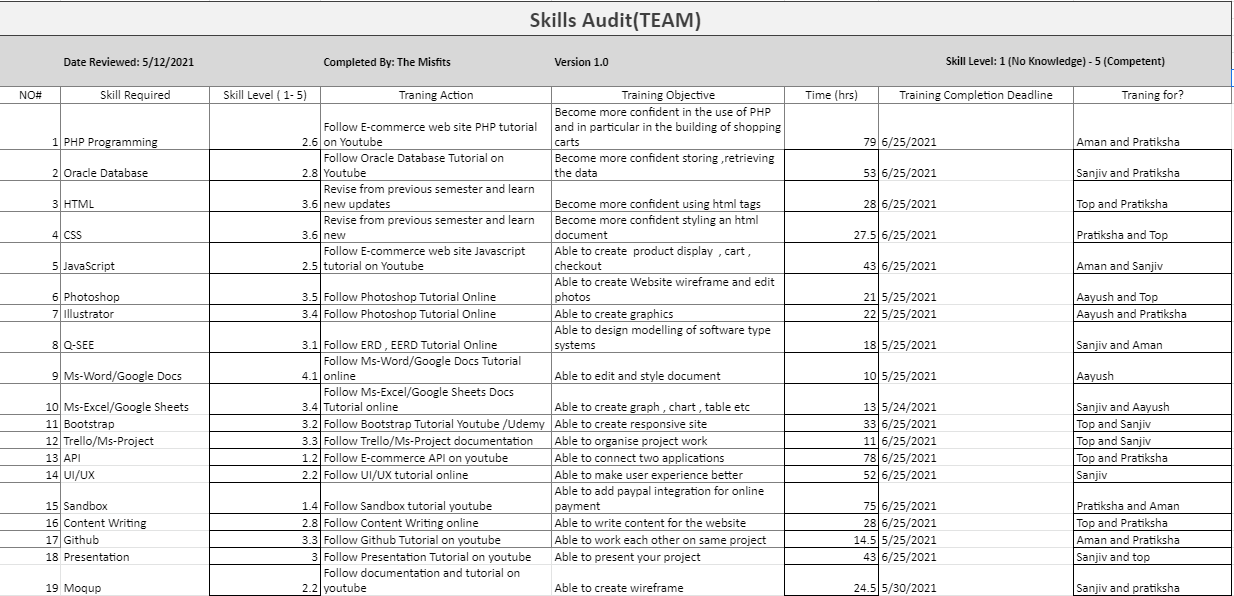 Skills Audit(TEAM)
Date Reviewed: 5/12/2021 Completed By: The Misfits Version 1.0 Skill Level: 1 (No Knowledge) - 5 (Competent)
NO# Skill Required Skill Level ( 1- 5) Traning Action Training Objective Time (hrs) Training Completion Deadline Traning for?
Become more confident in the use of PHP
Follow E-commerce web site PHP tutorial and in particular in the building of shopping
1 PHP Programming 2.6 on Youtube carts 79 6/25/2021 Aman and Pratiksha
Follow Oracle Database Tutorial on Become more confident storing ,retrieving
2 Oracle Database 2.8 Youtube the data 53 6/25/2021 Sanjiv and Pratiksha
Revise from previous semester and learn
3 HTML 3.6 new updates Become more confident using html tags 28 6/25/2021 Top and Pratiksha
Revise from previous semester and learn Become more confident styling an html
4 CSS 3.6 new document 27.5 6/25/2021 Pratiksha and Top
Follow E-commerce web site Javascript Able to create product display , cart ,
5 JavaScript 2.5 tutorial on Youtube checkout 43 6/25/2021 Aman and Sanjiv
Able to create Website wireframe and edit
6 Photoshop 3.5 Follow Photoshop Tutorial Online photos 21 5/25/2021 Aayush and Top
7 Illustrator 3.4 Follow Photoshop Tutorial Online Able to create graphics 22 5/25/2021 Aayush and Pratiksha
Able to design modelling of software type
8 Q-SEE 3.1 Follow ERD , EERD Tutorial Online systems 18 5/25/2021 Sanjiv and Aman
Follow Ms-Word/Google Docs Tutorial
9 Ms-Word/Google Docs 4.1 online Able to edit and style document 10 5/25/2021 Aayush
Follow Ms-Excel/Google Sheets Docs
10 Ms-Excel/Google Sheets 3.4 Tutorial online Able to create graph , chart , table etc 13 5/24/2021 Sanjiv and Aayush
11 Bootstrap 3.2 Follow Bootstrap Tutorial Youtube /Udemy Able to create responsive site 33 6/25/2021 Top and Sanjiv
12 Trello/Ms-Project 3.3 Follow Trello/Ms-Project documentation Able to organise project work 11 6/25/2021 Top and Sanjiv
13 API 1.2 Follow E-commerce API on youtube Able to connect two applications 78 6/25/2021 Top and Pratiksha
14 UI/UX 2.2 Follow UI/UX tutorial online Able to make user experience better 52 6/25/2021 Sanjiv
Able to add paypal integration for online
15 Sandbox 1.4 Follow Sandbox tutorial youtube payment 75 6/25/2021 Pratiksha and Aman
16 Content Writing 2.8 Follow Content Writing online Able to write content for the website 28 6/25/2021 Top and Pratiksha
17 Github 3.3 Follow Github Tutorial on youtube Able to work each other on same project 14.5 5/25/2021 Aman and Pratiksha
18 Presentation 3 Follow Presentation Tutorial on youtube Able to present your project 43 6/25/2021 Sanjiv and top
Follow documentation and tutorial on
19 Moqup 2.2 youtube Able to create wireframe 24.5 5/30/2021 Sanjiv and pratiksha